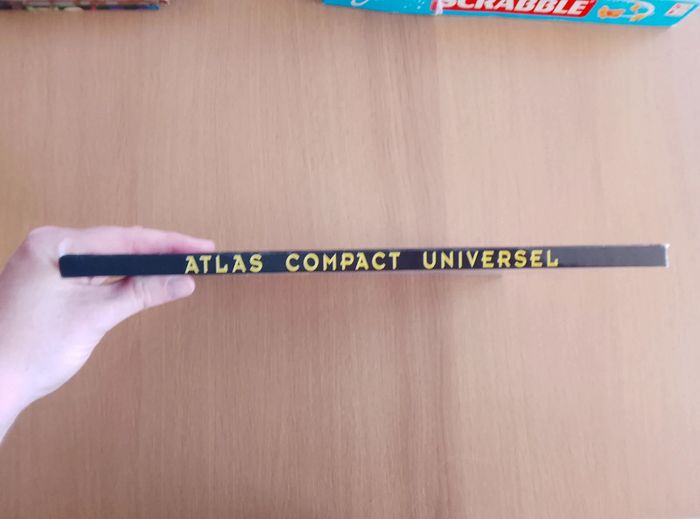 SCRABBLE
ATLAS COMPACT UNIVERSEL